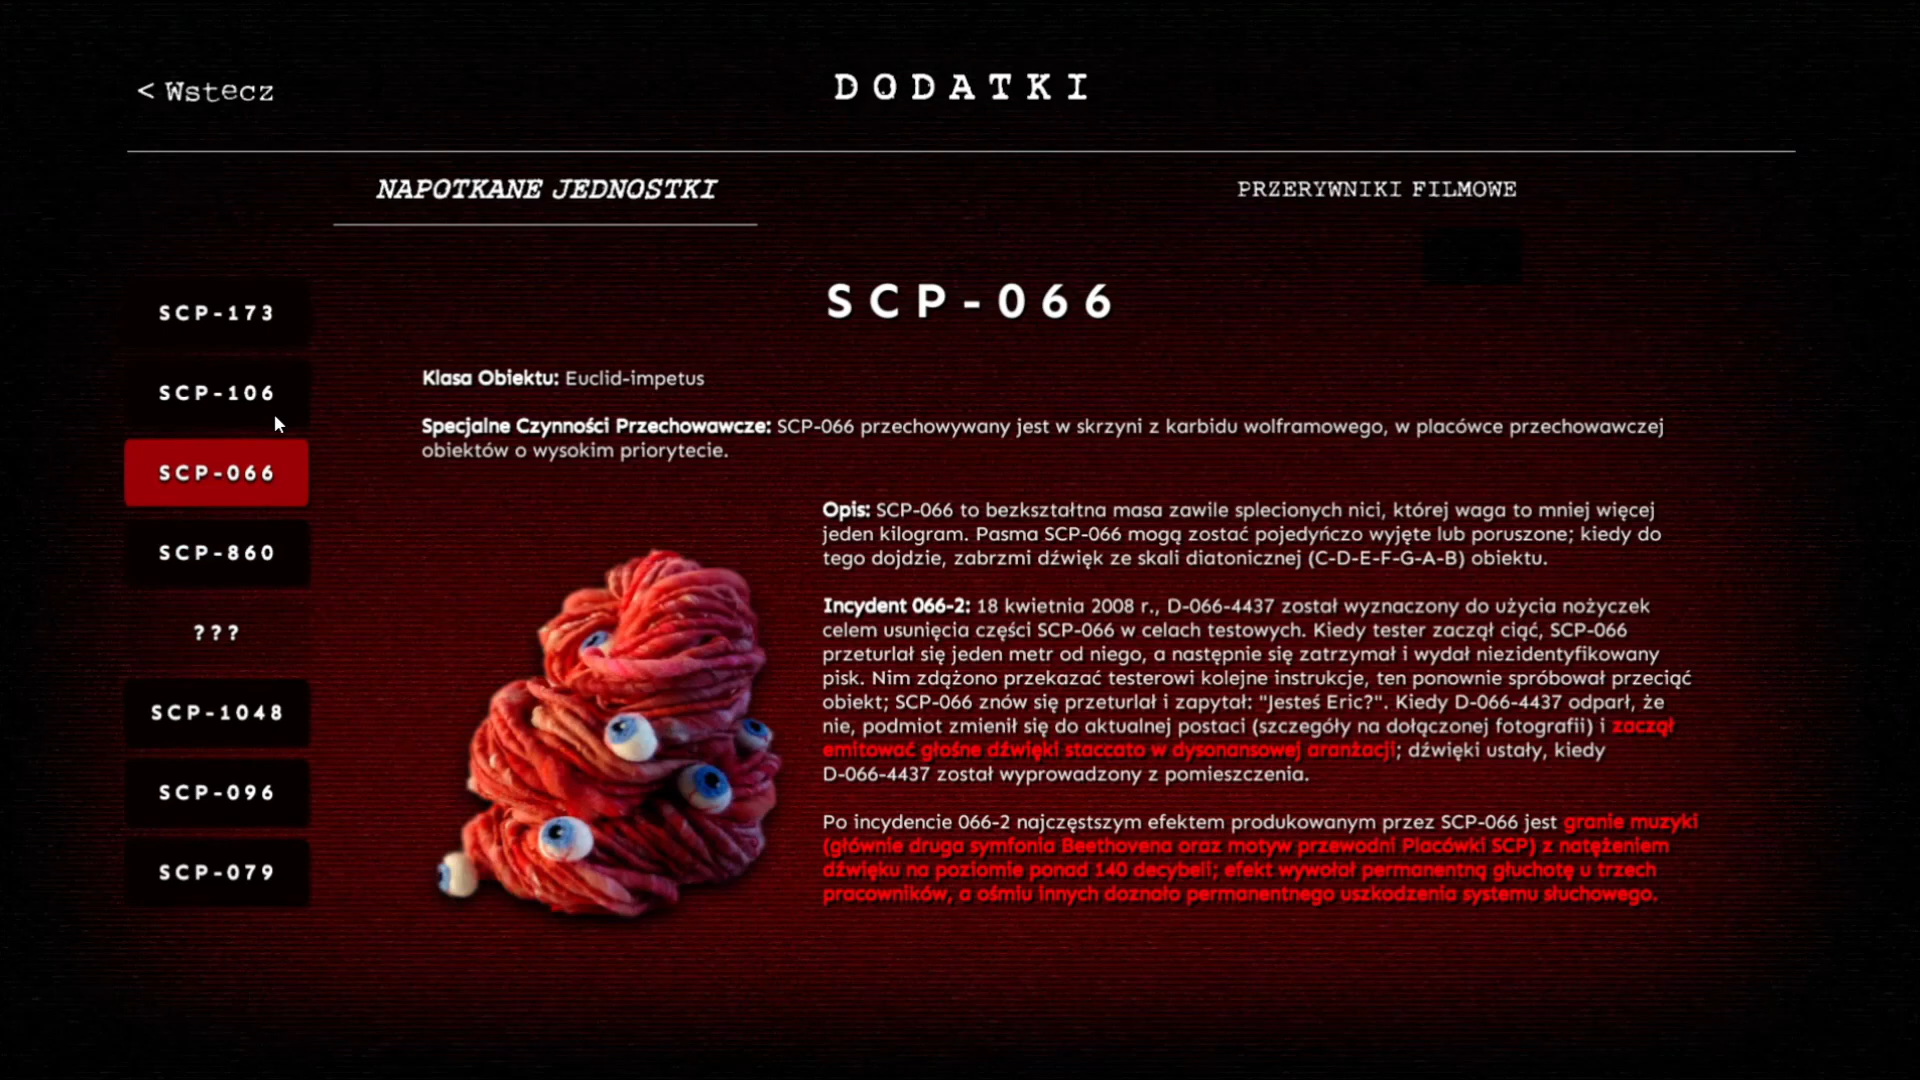 < Wstecz
DODATKI
NAPOTKANE JEDNOSTKI
PRZERYWNIKI FILMOWE
SCP-173
SCP-106
SCP-066
SCP-860
???
SCP-1048
SCP-096
SCP-079
SCP-066
Klasa Obiektu: Euclid-impetus
Specjalne Czynności Przechowawcze: SCP-066 przechowywany jest w skrzyni z karbidu wolframowego, w placówce przechowawczej
obiektów o wysokim priorytecie.
Opis: SCP-066 to bezkształtna masa zawile splecionych nici, której waga to mniej więcej
jeden kilogram. Pasma SCP-066 mogą zostać pojedyńczo wyjęte lub poruszone; kiedy do
tego dojdzie, zabrzmi dźwięk ze skali diatonicznej (C-D-E-F-G-A-B) obiektu.
Incydent 066-2: 18 kwietnia 2008 r., D-066-4437 został wyznaczony do użycia nożyczek
celem usunięcia części SCP-066 w celach testowych. Kiedy tester zaczął ciąć, SCP-066
przeturlał się jeden metr od niego, a następnie się zatrzymał i wydał niezidentyfikowany
pisk. Nim zdążono przekazać testerowi kolejne instrukcje, ten ponownie spróbował przeciąć
obiekt; SCP-066 znów się przeturlał i zapytał: "Jesteś Eric?". Kiedy D-066-4437 odparł, że
nie, podmiot zmienił się do aktualnej postaci (szczegóły na dołączonej fotografii) i zaczął
emitować głośne dźwięki staccato w dysonansowej aranżacji; dźwięki ustały, kiedy
D-066-4437 został wyprowadzony z pomieszczenia.
Po incydencie 066-2 najczęstszym efektem produkowanym przez SCP-066 jest granie muzyki
(głównie druga symfonia Beethovena oraz motyw przewodni Placówki SCP) z natężeniem
dźwięku na poziomie ponad 140 decybeli; efekt wywołał permanentną głuchotę u trzech
pracowników, a ośmiu innych doznało permanentnego uszkodzenia systemu słuchowego.